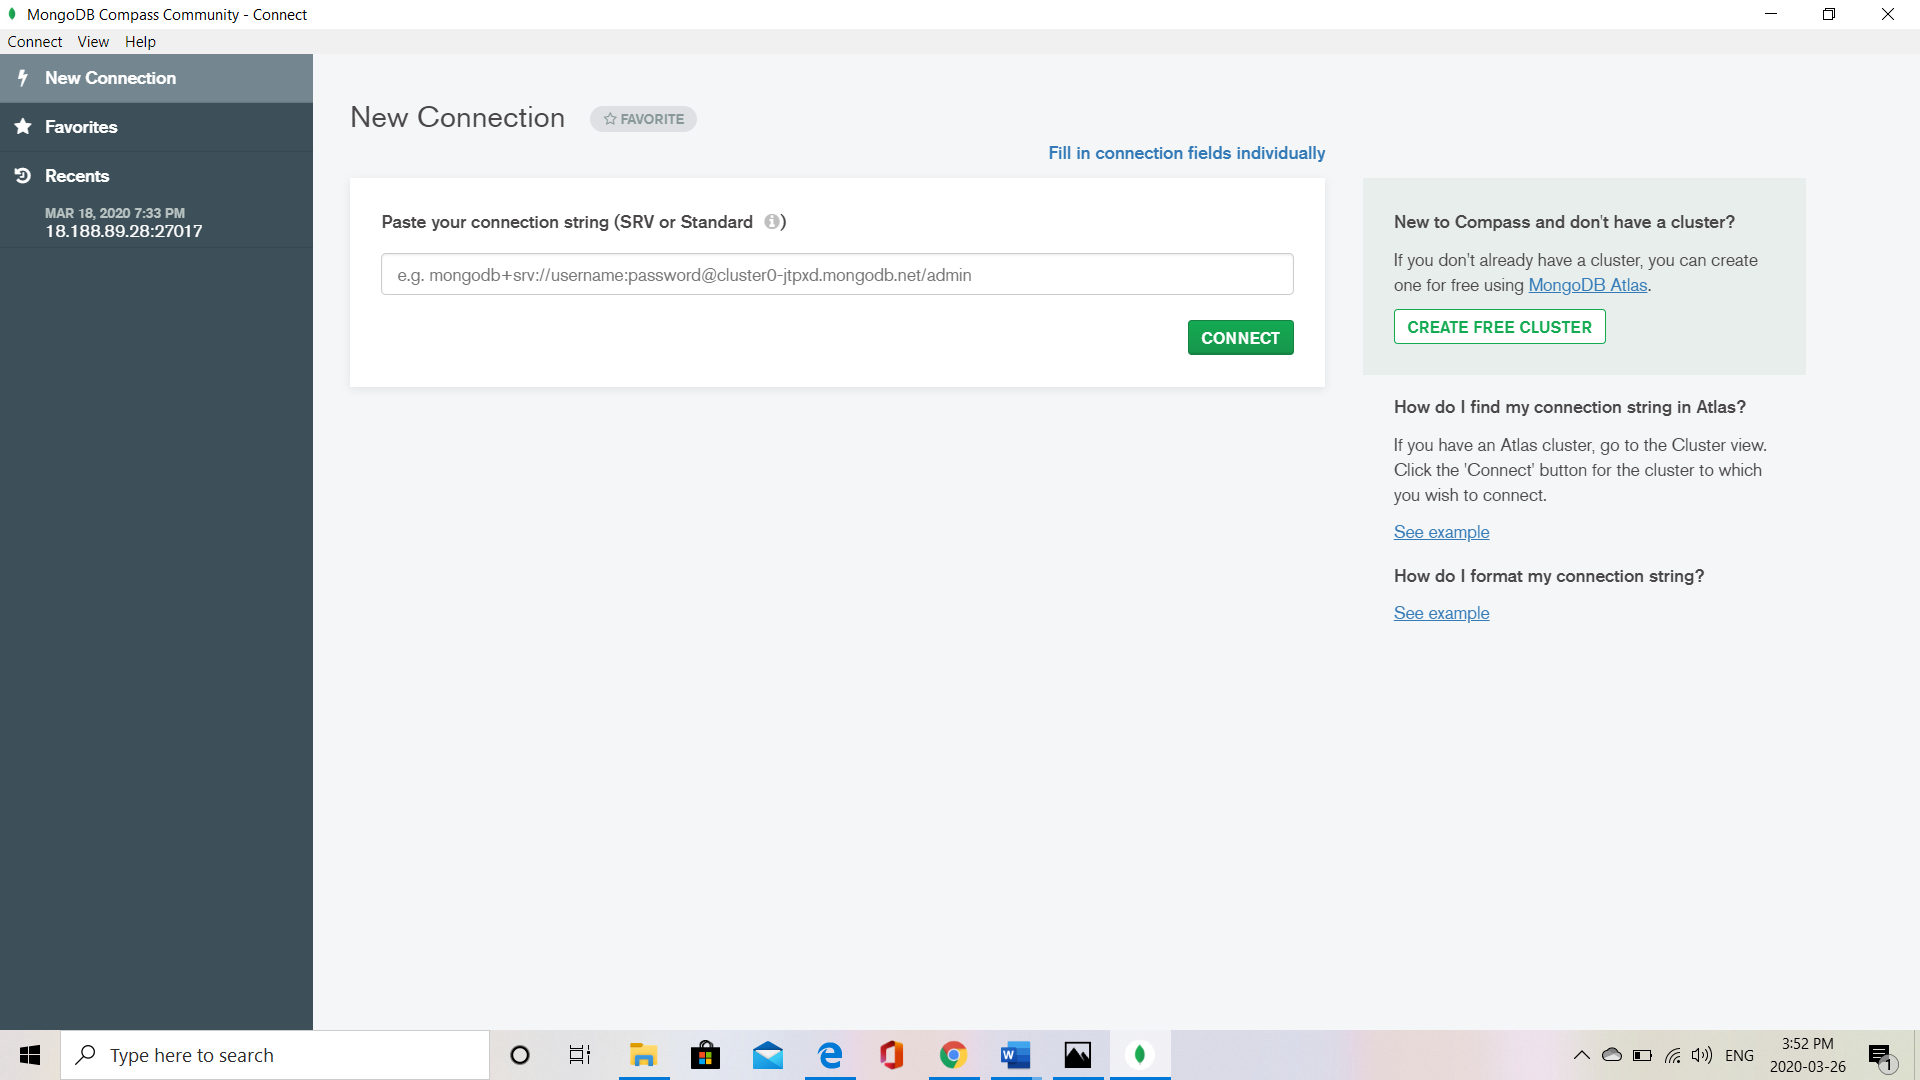 MongoDB Compass Community - Connect
Connect View Help
New Connection
Favorites
Recents
MAR 18, 2020 7:33 PM
18.188.89.28:27017
New Connection
FAVORITE
Fill in connection fields individually
Paste your connection string (SRV or Standard )
e.g. mongodb+srv://username:password@cluster0-jtpxd.mongodb.net/admin
CONNECT
New to Compass and don't have a cluster?
If you don't already have a cluster, you can create
one for free using MongoDB Atlas.
CREATE FREE CLUSTER
How do I find my connection string in Atlas?
If you have an Atlas cluster, go to the Cluster view.
Click the 'Connect' button for the cluster to which
you wish to connect.
See example
How do I format my connection string?
See example
Type here to search
ENG
3:52 PM
2020-03-26
1